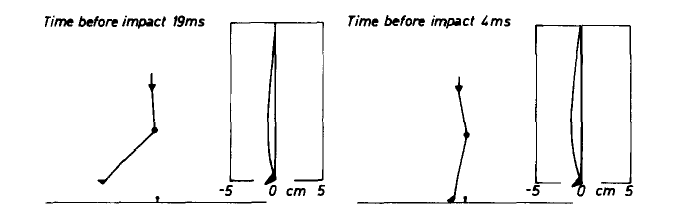 Time before impact 19ms
Time before impact 4ms
-5 0 cm 5
-5 0 cm 5